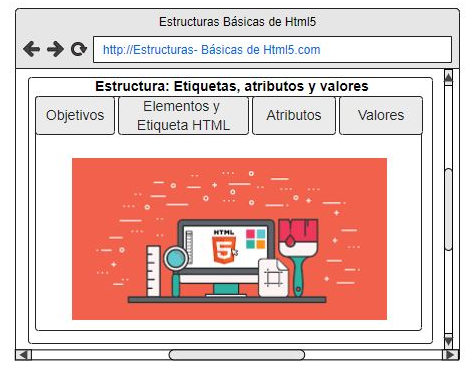 Estructuras Básicas de Html5
http://Estructuras- Básicas de Html5.com
Estructura: Etiquetas, atributos y valores
Objetivos
Elementos y
Etiqueta HTML
Atributos
Valores
HTML
5